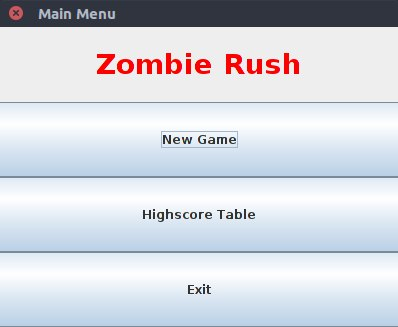 Main Menu
Zombie Rush
New Game
Highscore Table
Exit